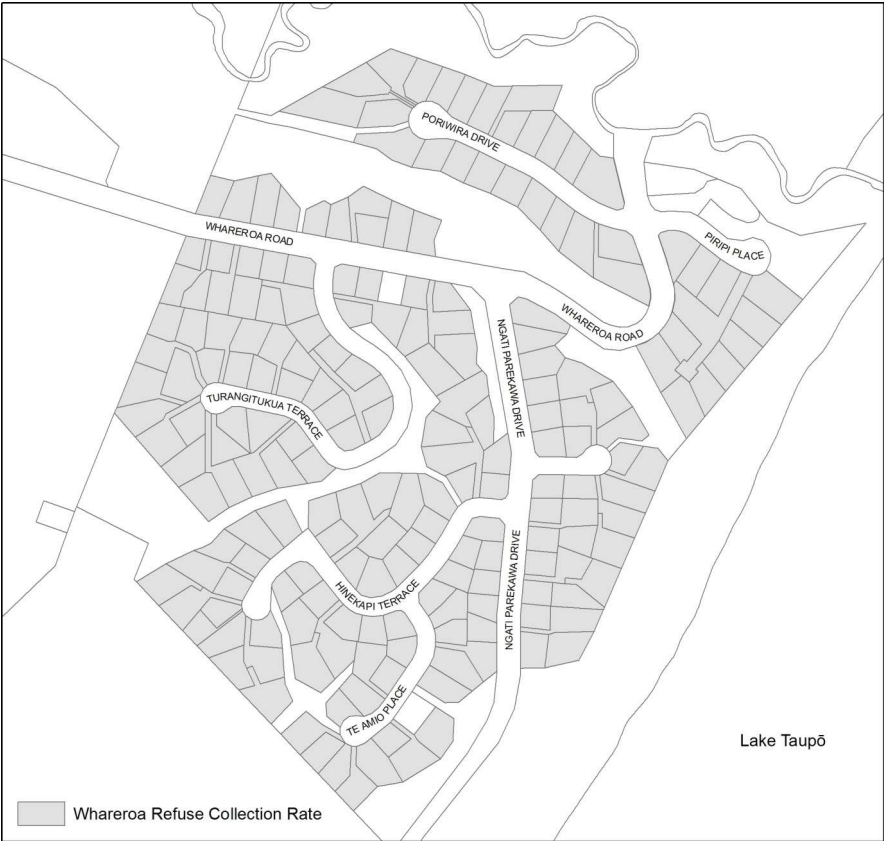 PORIWIRA DRIVE
WHAREROA ROAD
PIRIPI PLACE
WHAREROA ROAD
NGATI PAREKAWA DRIVE
TURANGITUKUA TERRACE
NGATI PAREKAWA DRIVE
HINEKAPI TERRACE
TE AMIO PLACE
Lake Taupō
Whareroa Refuse Collection Rate